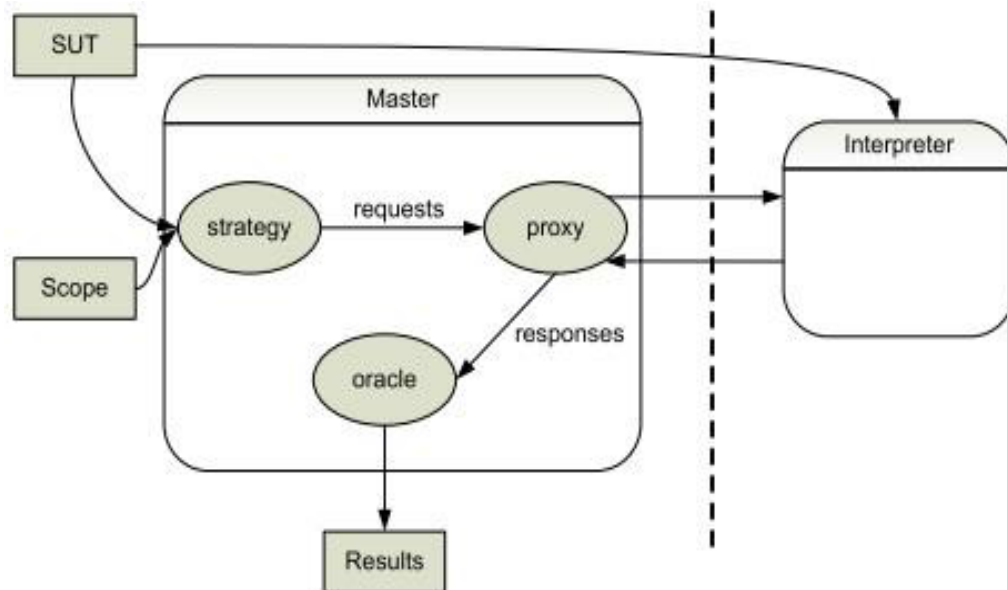 SUT
Master
Interpreter
strategy
requests
proxy
Scope
responses
oracle
Results